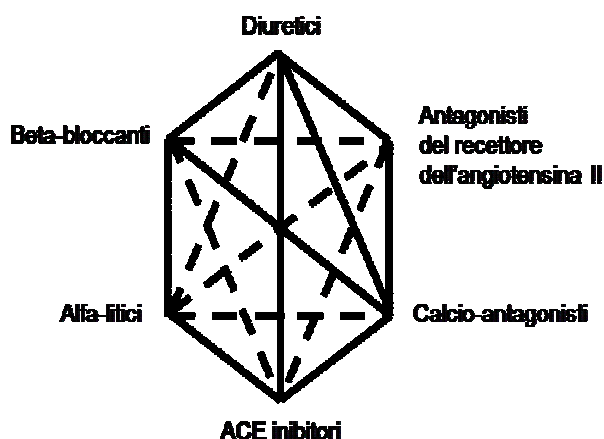 Diuretici
Beta-bloccanti
Antagonisti
del recettore
dell'angiotensina II
Alfa-litici
Calcio-antagonisti
ACE inibitori